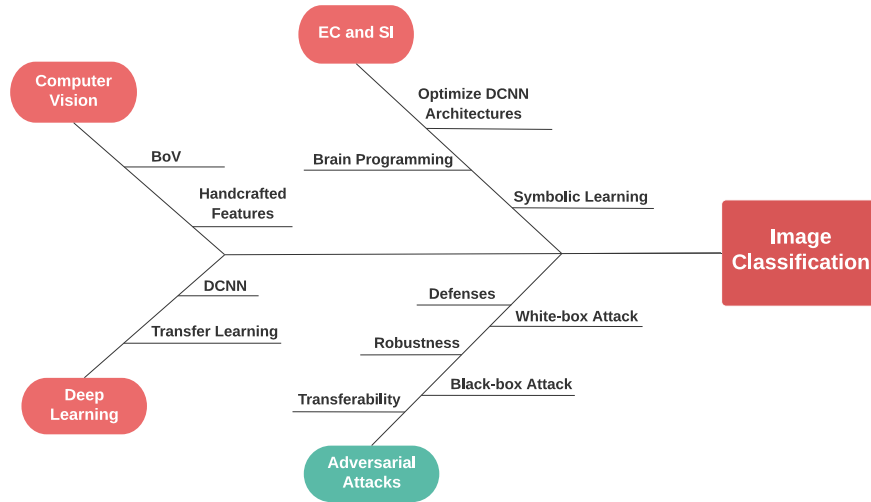 EC and SI
Computer
Vision
Optimize DCNN
Architectures
BoV
Brain Programming
Handcrafted
Features
Symbolic Learning
Image
Classification
DCNN
Defenses
White-box Attack
Transfer Learning
Robustness
Black-box Attack
Deep
Learning
Transferability
Adversarial
Attacks